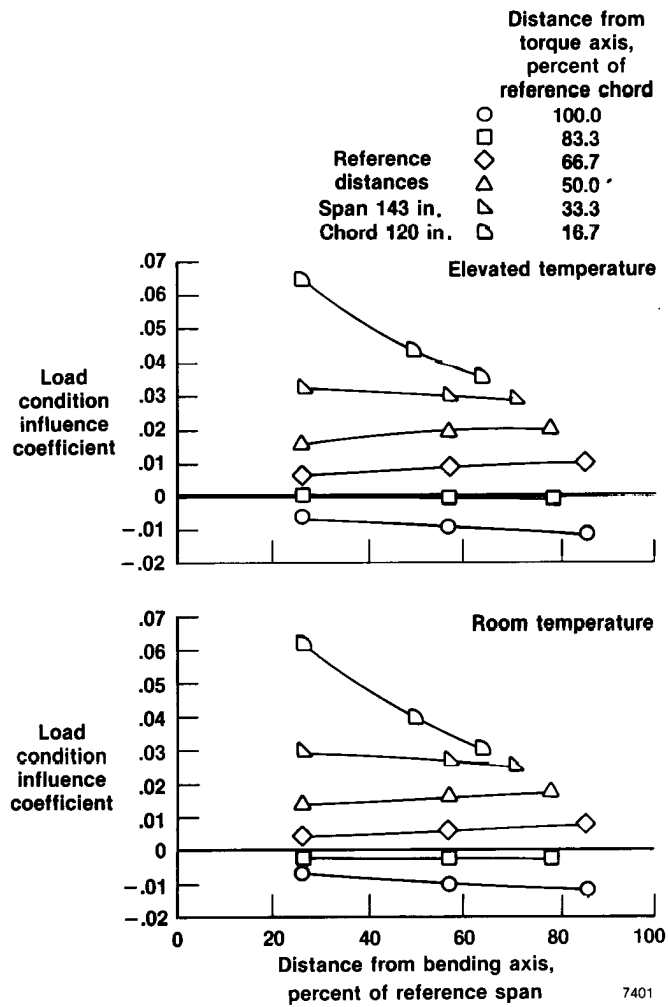 Distance from
torque axis,
percent of
reference chord
100.0
83.3
Reference 66.7
distances 50.0
Span 143 in. 33.3
Chord 120 in. 16.7
Elevated temperature
.07
.06
.05
.04
.03
.02
.01
0
−.01
−.02
Load
condition
influence
coefficient
Room temperature
.07
.06
.05
.04
.03
.02
.01
0
−.01
−.02
Load
condition
influence
coefficient
0 20 40 60 80 100
Distance from bending axis,
percent of reference span
7401